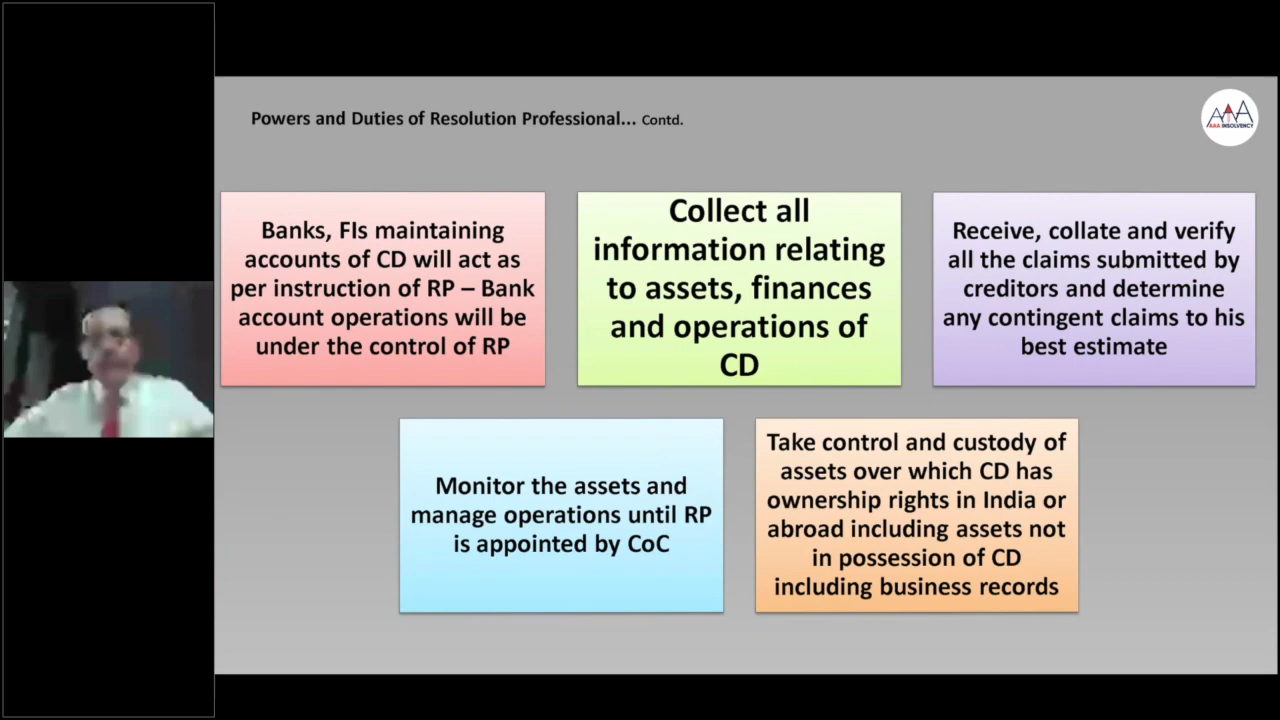 Powers and Duties of Resolution Professional... Contd.
AAA INSOLVENCY
Banks, FIs maintaining
accounts of CD will act as
per instruction of RP – Bank
account operations will be
under the control of RP
Collect all
information relating
to assets, finances
and operations of
CD
Receive, collate and verify
all the claims submitted by
creditors and determine
any contingent claims to his
best estimate
Monitor the assets and
manage operations until RP
is appointed by CoC
Take control and custody of
assets over which CD has
ownership rights in India or
abroad including assets not
in possession of CD
including business records